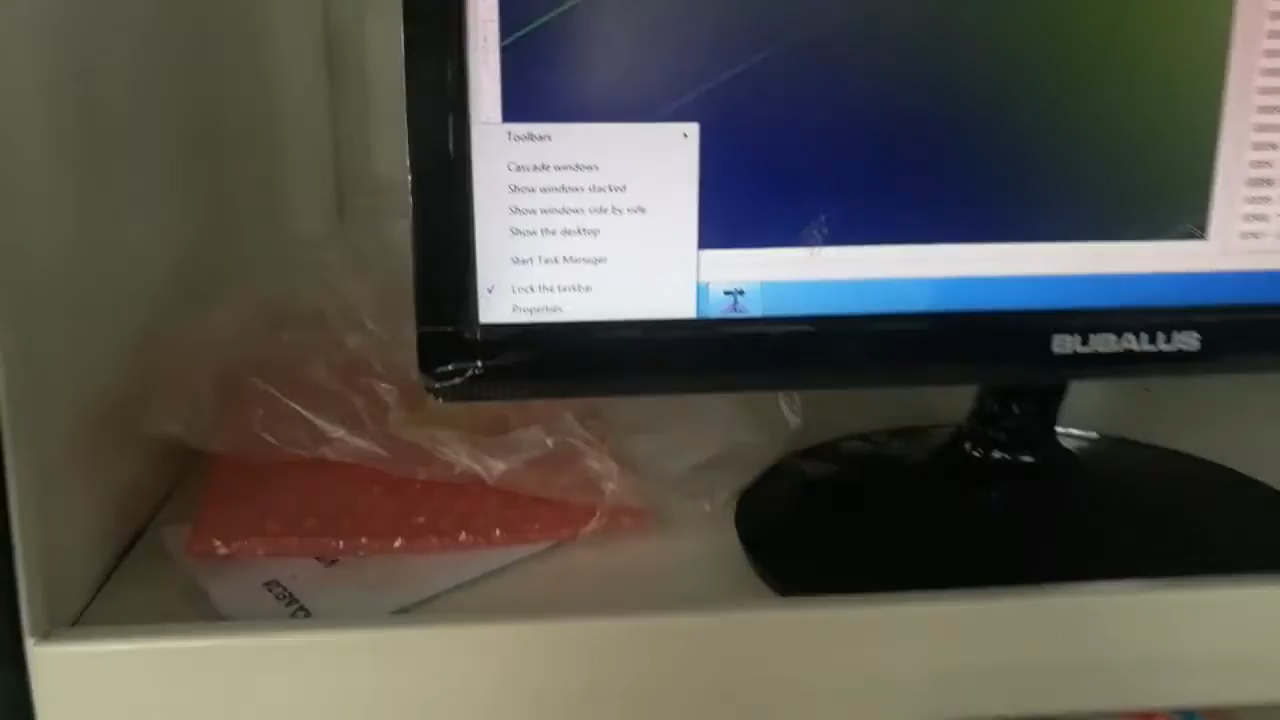 Toolbars
Cascade windows
Show windows stacked
Show windows side by side
Show the desktop
Start Task Manager
Lock the taskbar
Properties
BUBALUS